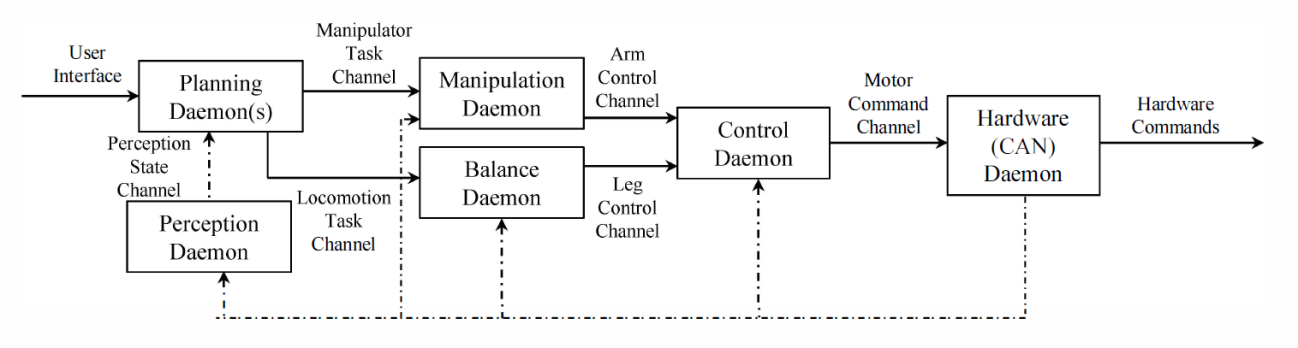 User
Interface
Planning
Daemon(s)
Manipulator
Task
Channel
Manipulation
Daemon
Arm
Control
Channel
Control
Daemon
Motor
Command
Channel
Hardware
(CAN)
Daemon
Hardware
Commands
Perception
State
Channel
Perception
Daemon
Locomotion
Task
Channel
Balance
Daemon
Leg
Control
Channel